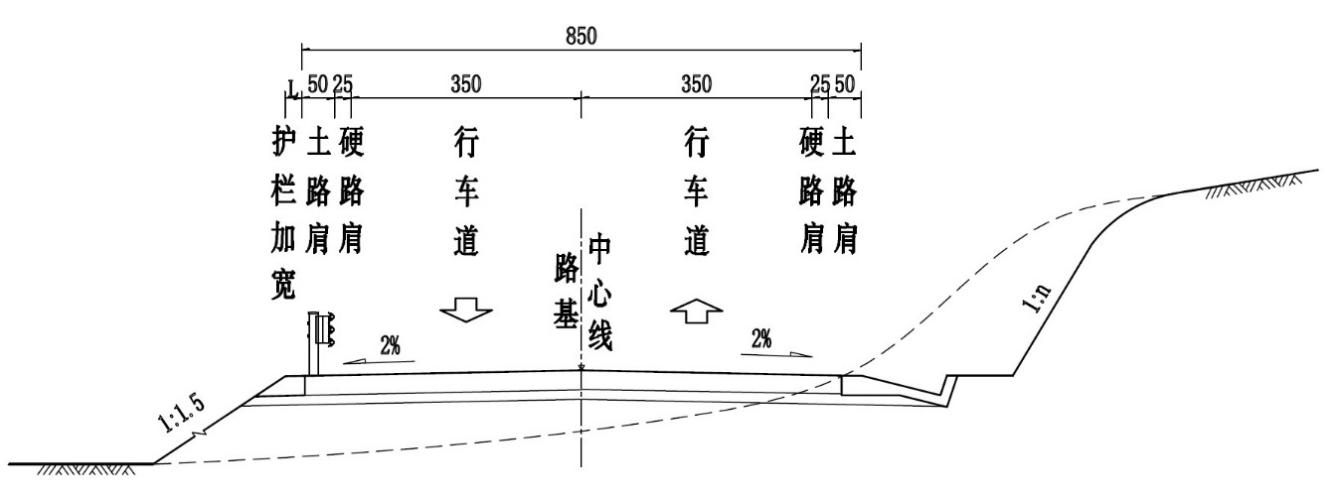 850
L 50 25 350 350 25 50
护栏加宽
土路肩
硬路肩
行车道
行车道
硬路肩
土路肩
路基
中心线
2%
2%
1:1.5
1:n